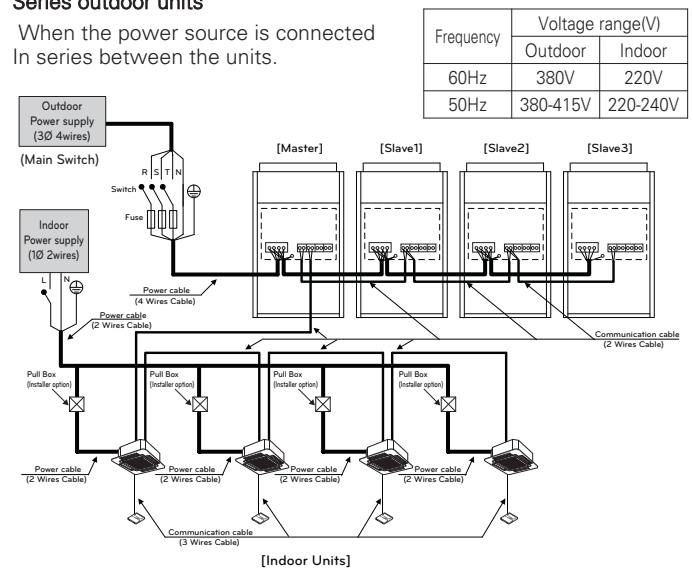 Series outdoor units
When the power source is connected
In series between the units.
Frequency
Voltage range(V)
Outdoor
Indoor
60Hz
380V
220V
50Hz
380-415V
220-240V
Outdoor
Power supply
(3Ø 4wires)
(Main Switch)
R S T N
Switch
Fuse
[Master]
[Slave1]
[Slave2]
[Slave3]
Indoor
Power supply
(1Ø 2wires)
L
N
Power cable
(4 Wires Cable)
Power cable
(2 Wires Cable)
Communication cable
(2 Wires Cable)
Pull Box
(Installer option)
Pull Box
(Installer option)
Pull Box
(Installer option)
Pull Box
(Installer option)
Power cable
(2 Wires Cable)
Power cable
(2 Wires Cable)
Power cable
(2 Wires Cable)
Power cable
(2 Wires Cable)
Communication cable
(3 Wires Cable)
[Indoor Units]